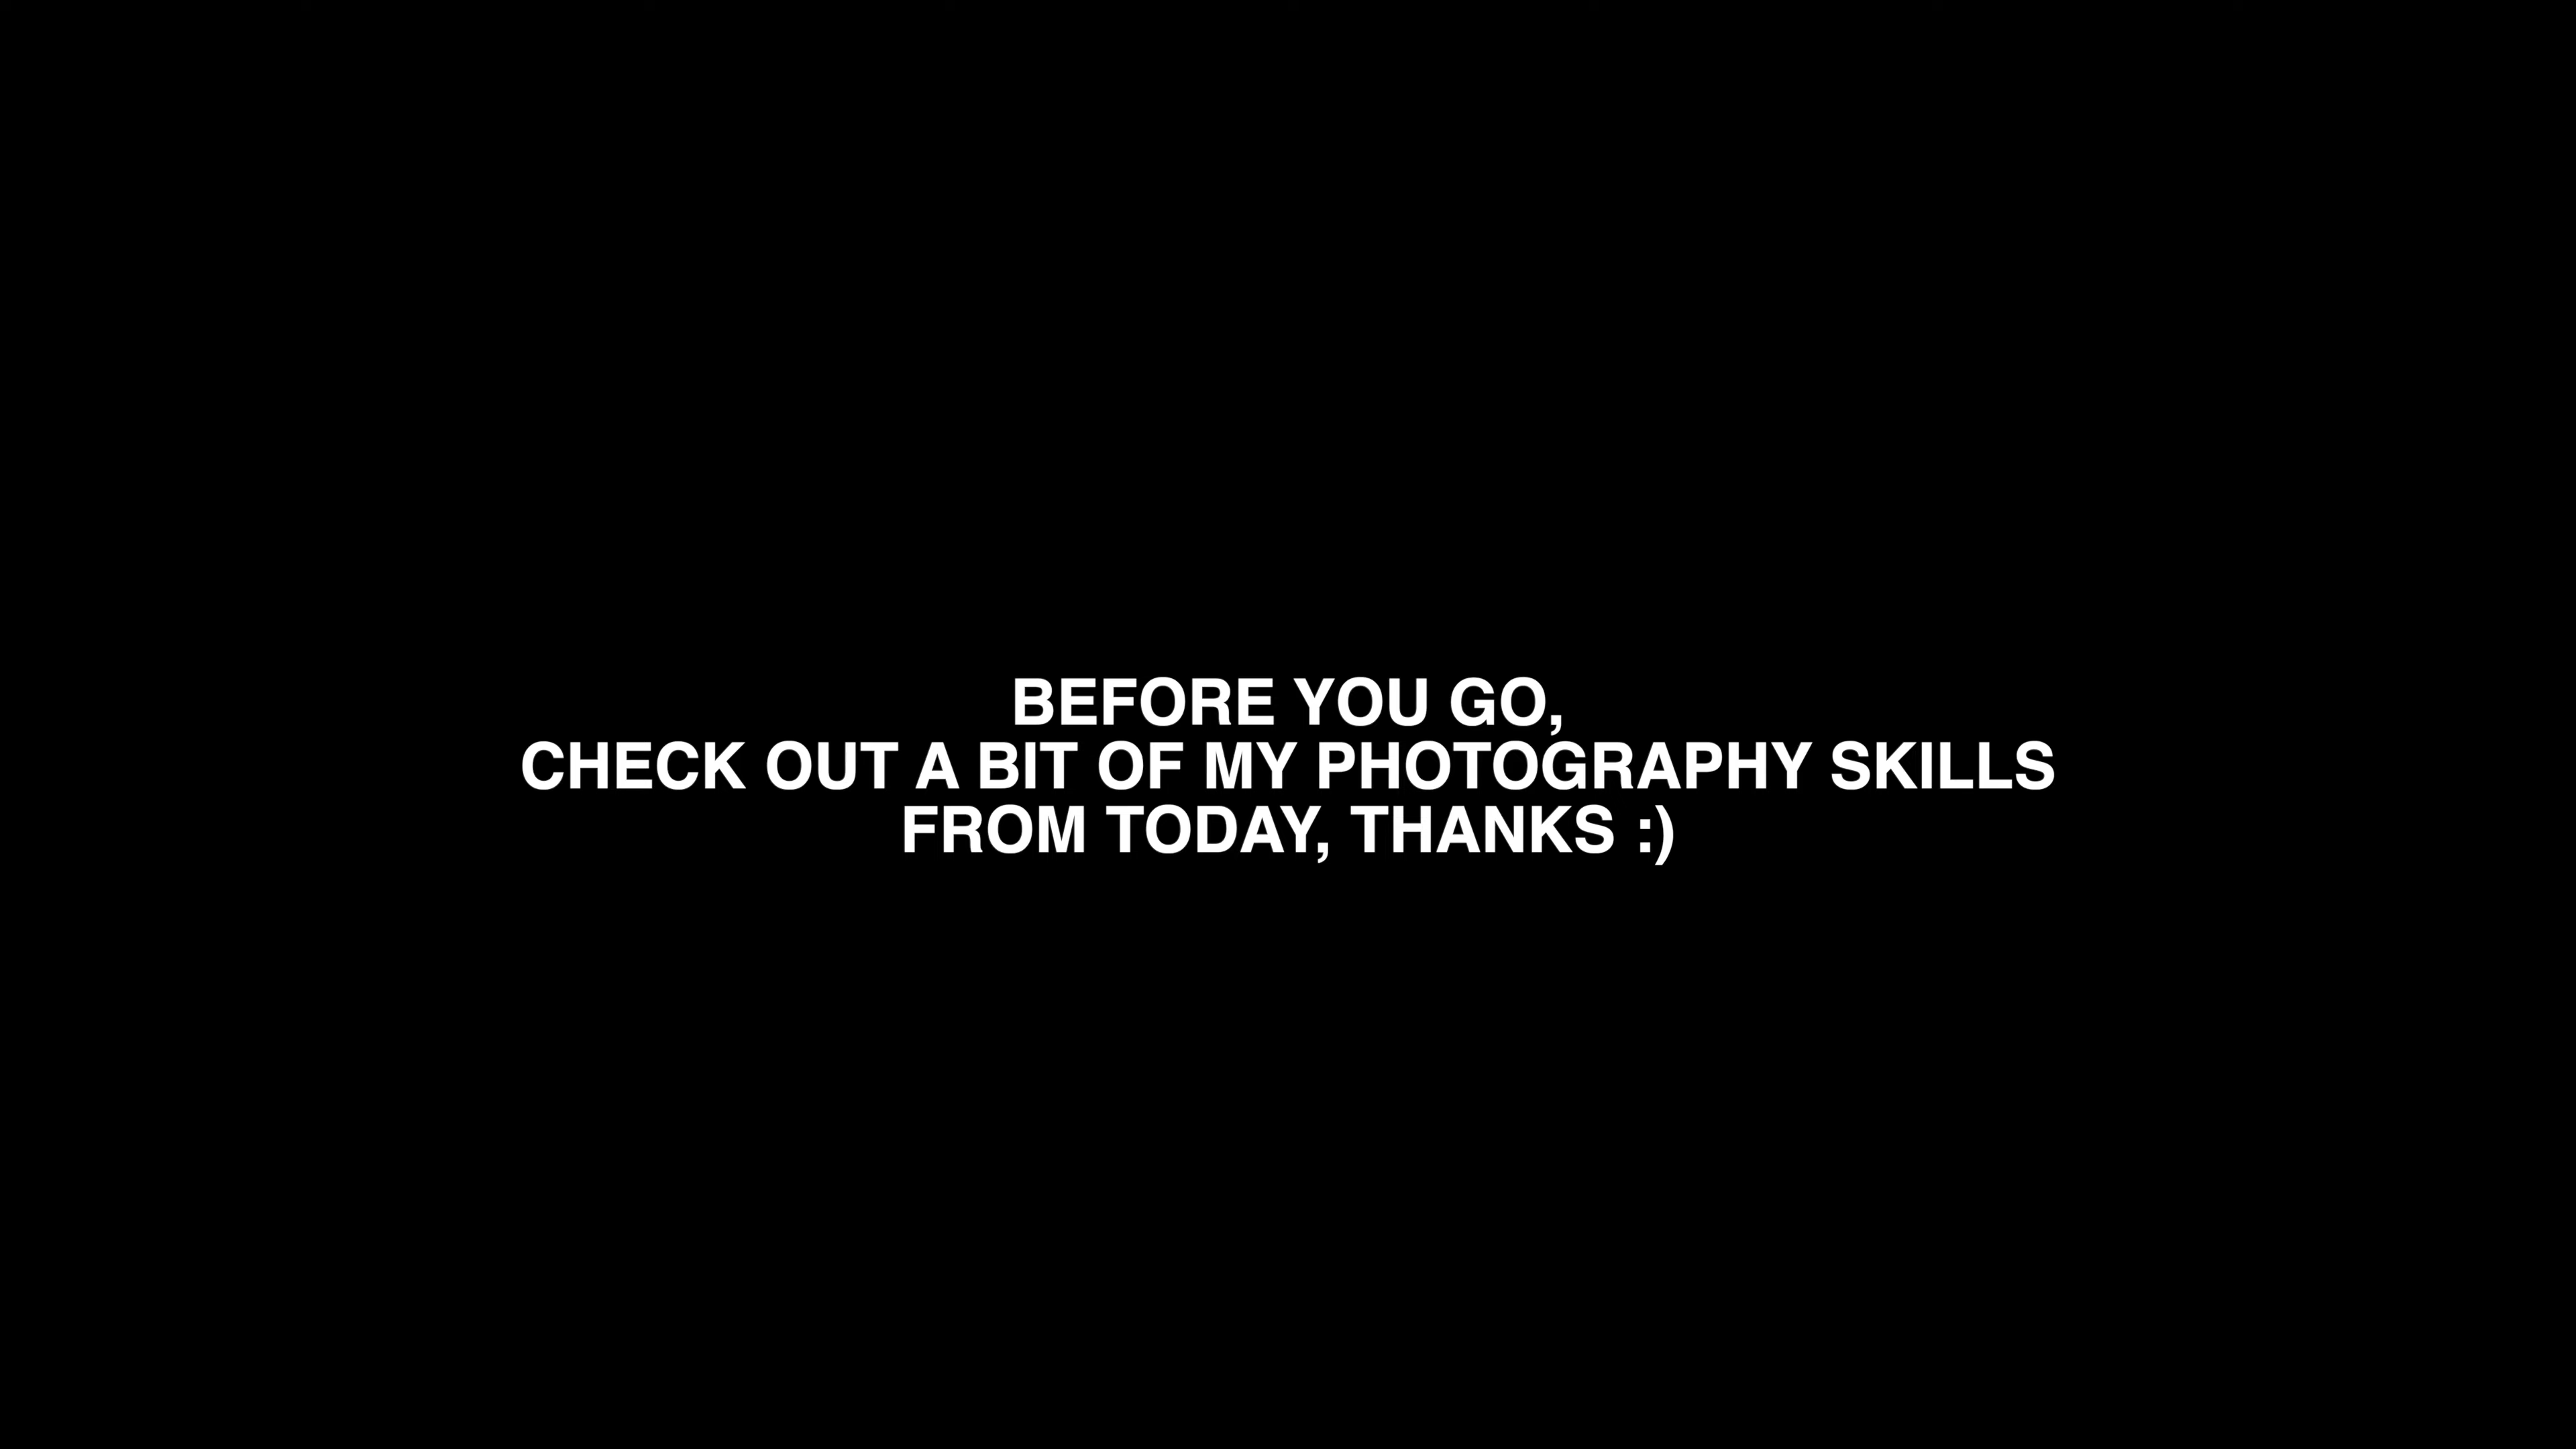 BEFORE YOU GO,
CHECK OUT A BIT OF MY PHOTOGRAPHY SKILLS
FROM TODAY, THANKS :)